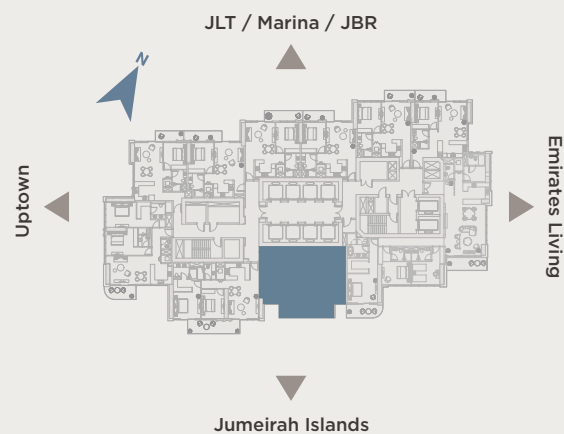 JLT / Marina / JBR
N
Uptown
Emirates Living
Jumeirah Islands